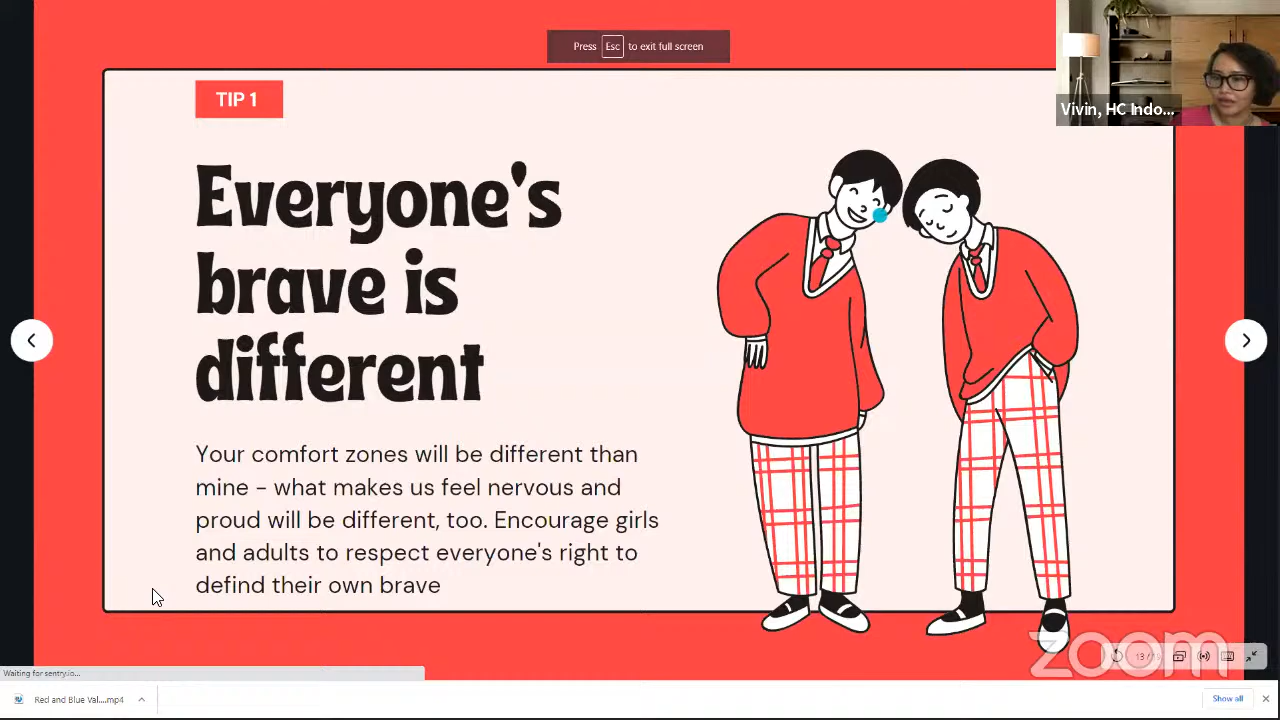 Press Esc to exit full screen
Vivin, HC Indo...
TIP 1
Everyone's
brave is
different
Your comfort zones will be different than
mine - what makes us feel nervous and
proud will be different, too. Encourage girls
and adults to respect everyone's right to
defind their own brave
zoom
Waiting for sentry.io...
Red and Blue Val....mp4
Show all